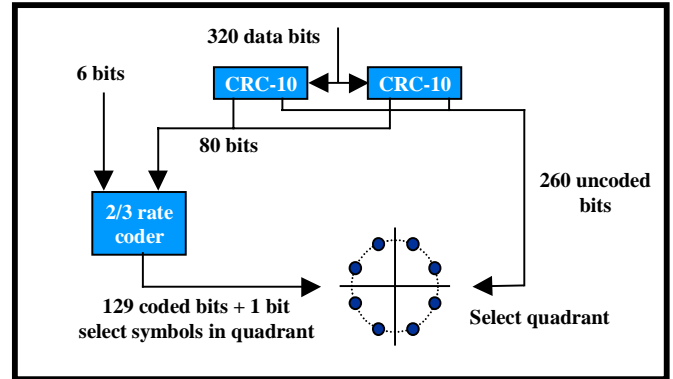 320 data bits
6 bits
CRC-10
CRC-10
80 bits
260 uncoded
bits
2/3 rate
coder
129 coded bits + 1 bit
select symbols in quadrant
Select quadrant